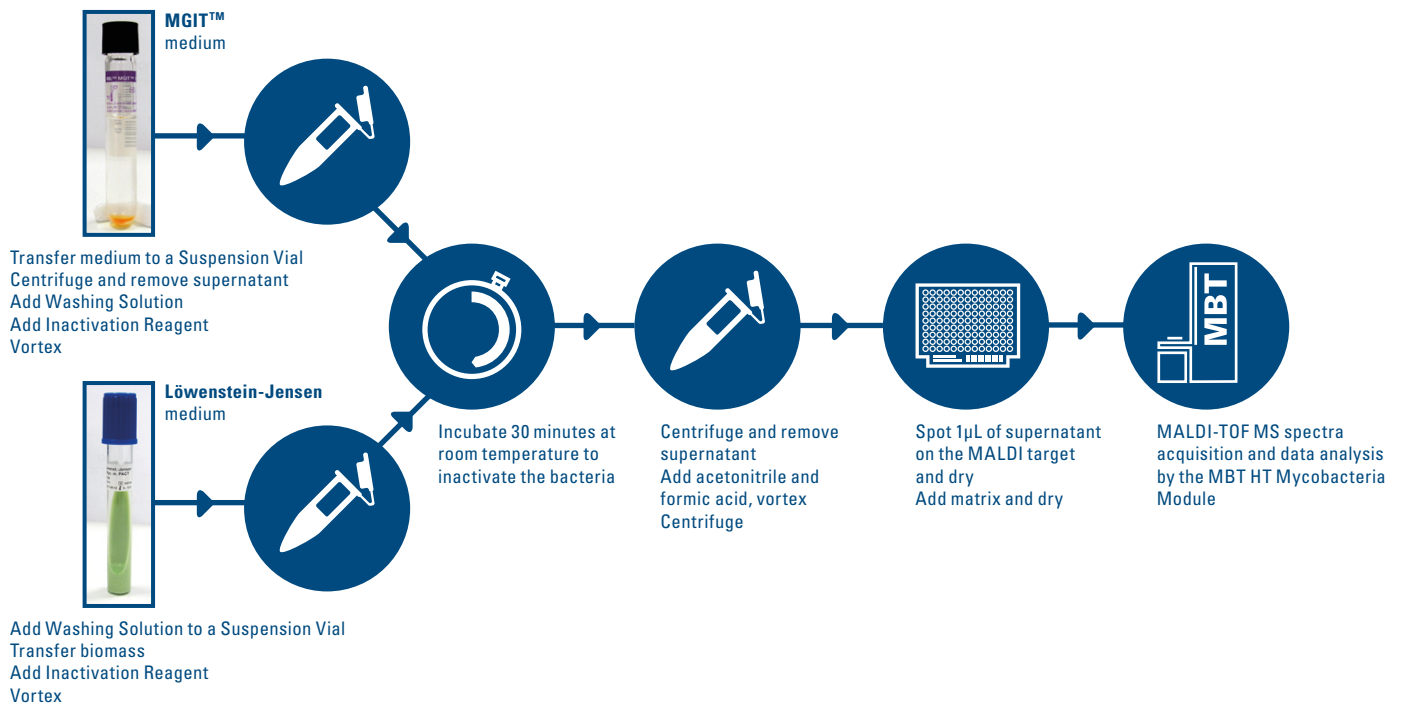 MGIT™
medium
Transfer medium to a Suspension Vial
Centrifuge and remove supernatant
Add Washing Solution
Add Inactivation Reagent
Vortex
Löwenstein-Jensen
medium
Add Washing Solution to a Suspension Vial
Transfer biomass
Add Inactivation Reagent
Vortex
Incubate 30 minutes at
room temperature to
inactivate the bacteria
Centrifuge and remove
supernatant
Add acetonitrile and
formic acid, vortex
Centrifuge
Spot 1µL of supernatant
on the MALDI target
and dry
Add matrix and dry
MBT
MALDI-TOF MS spectra
acquisition and data analysis
by the MBT HT Mycobacteria
Module